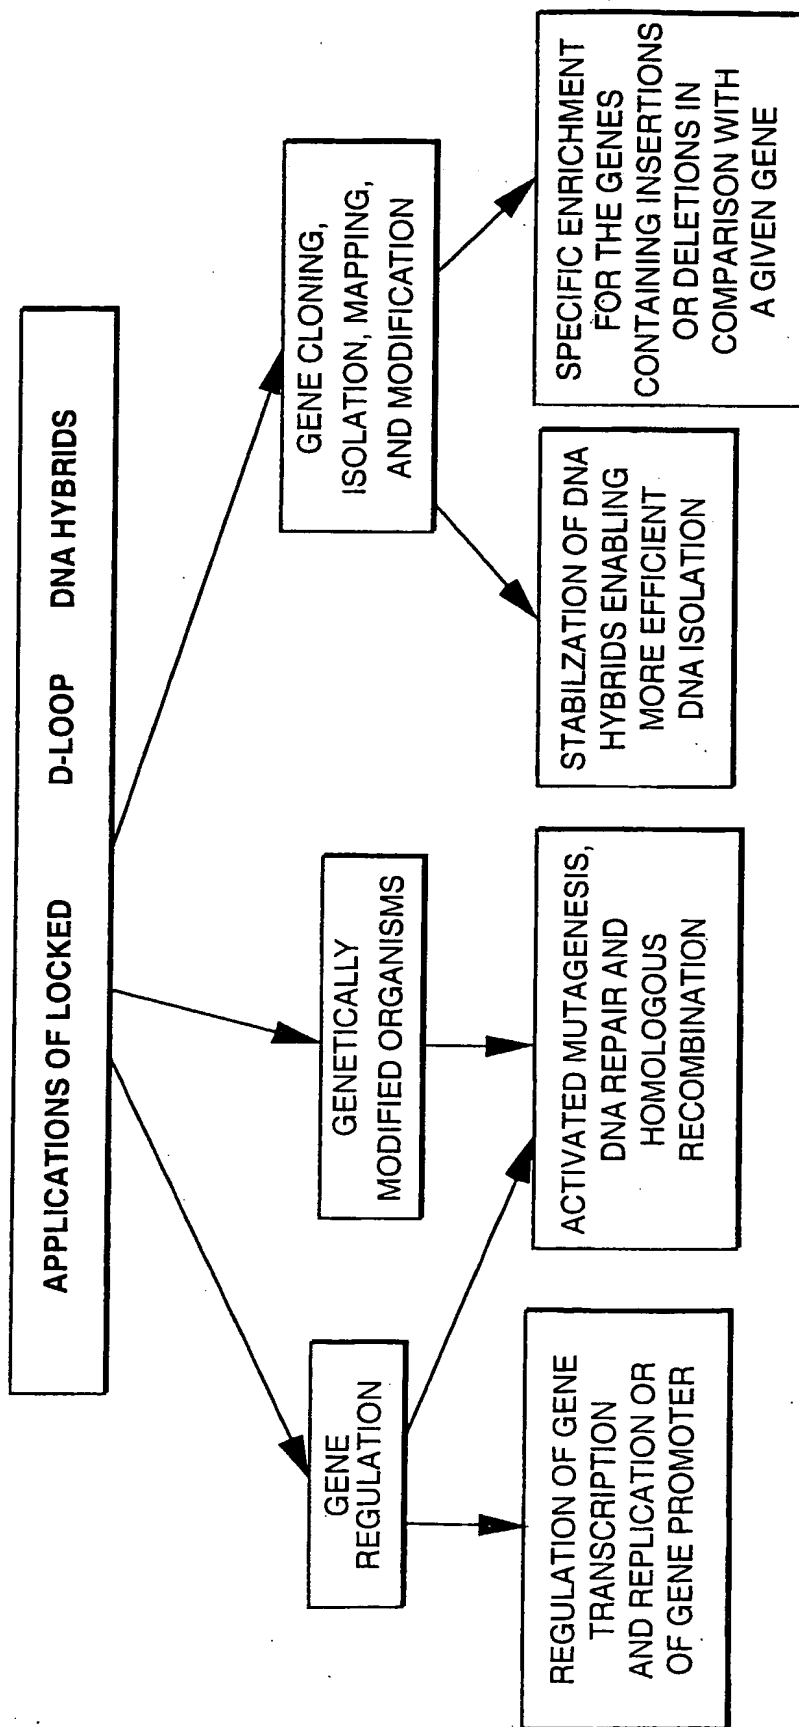 APPLICATIONS OF LOCKED D-LOOP DNA HYBRIDS
GENE
REGULATION
GENETICALLY
MODIFIED ORGANISMS
GENE CLONING,
ISOLATION, MAPPING,
AND MODIFICATION
REGULATION OF GENE
TRANSCRIPTION
AND REPLICATION OR
OF GENE PROMOTER
ACTIVATED MUTAGENESIS,
DNA REPAIR AND
HOMOLOGOUS
RECOMBINATION
STABILZATION OF DNA
HYBRIDS ENABLING
MORE EFFICIENT
DNA ISOLATION
SPECIFIC ENRICHMENT
FOR THE GENES
CONTAINING INSERTIONS
OR DELETIONS IN
COMPARISON WITH
A GIVEN GENE